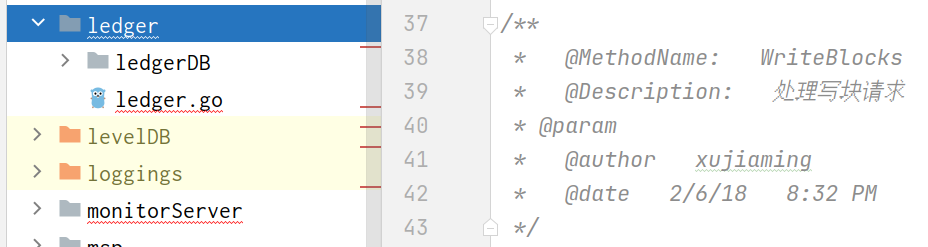 ledger
ledgerDB
ledger.go
levelDB
loggings
monitorServer
msp
37 /**
38 * @MethodName: WriteBlocks
39 * @Description: 处理写块请求
40 * @param
41 * @author xujiaming
42 * @date 2/6/18 8:32 PM
43 */